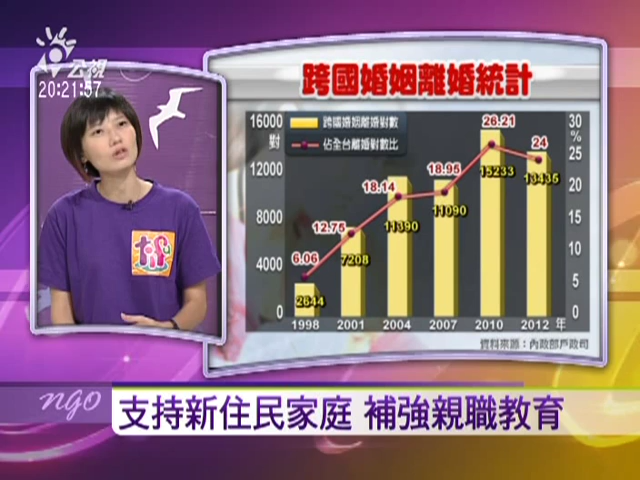 公視
20:21:57
跨國婚姻離婚統計
16000
對
12000
8000
4000
0
跨國婚姻離婚對數
佔全台離婚對數比
30
%
25
20
15
10
5
0
6.06
12.75
18.14
18.95
26.21
24
2844
7208
11390
11090
15233
13435
1998 2001 2004 2007 2010 2012 年
資料來源:內政部戶政司
ngo
支持新住民家庭 補強親職教育